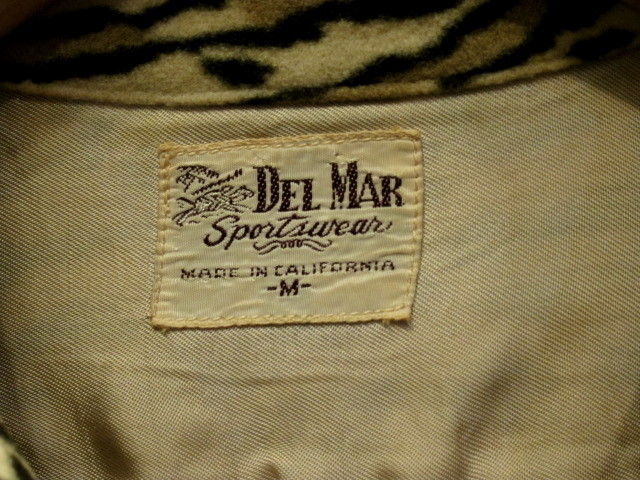 DEL MAR
Sportswear
MADE IN CALIFORNIA
-M-